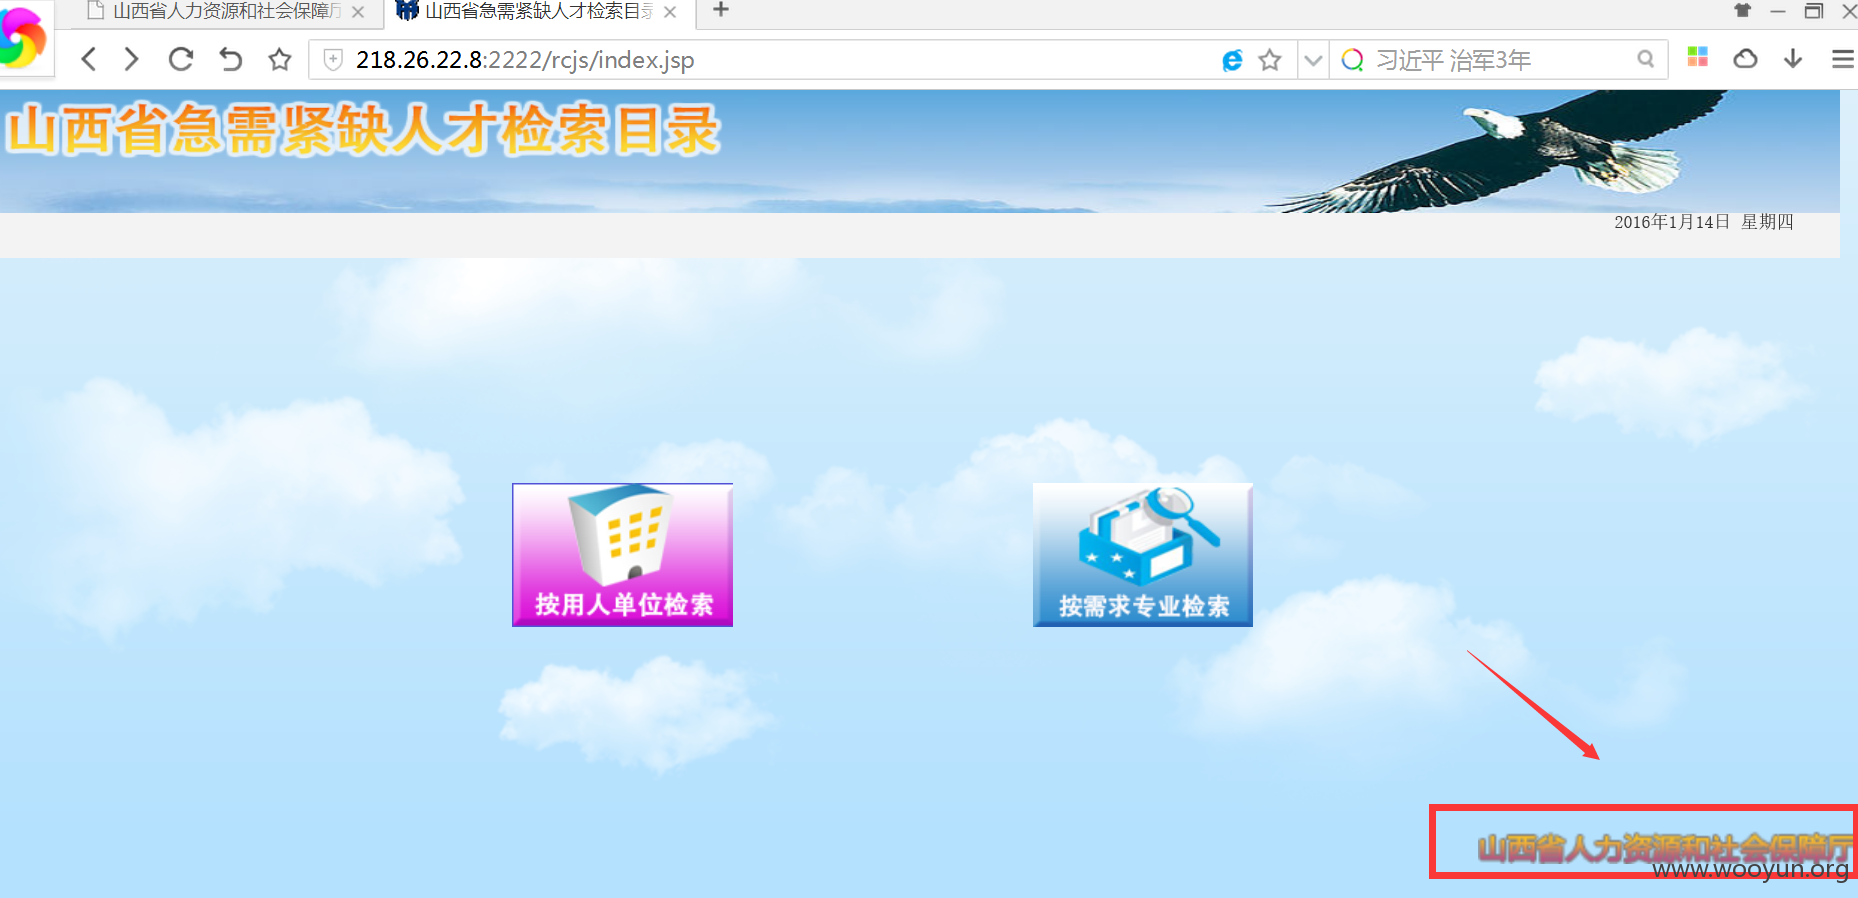 山西省人力资源和社会保障厅
山西省急需紧缺人才检索目录
218.26.22.8:2222/rcjs/index.jsp
习近平 治军3年
山西省急需紧缺人才检索目录
2016年1月14日 星期四
按用人单位检索
按需求专业检索
山西省人力资源和社会保障厅
www.wooyun.org